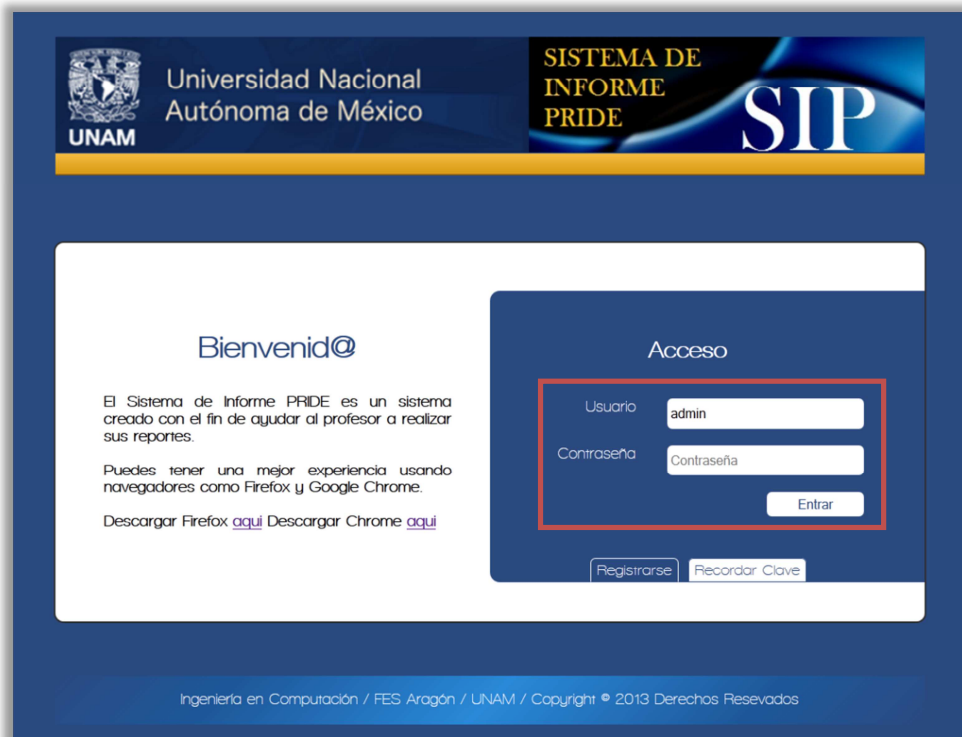 UNAM
Universidad Nacional
Autónoma de México
SISTEMA DE
INFORME
PRIDE
SIP
Bienvenid@
El Sistema de Informe PRIDE es un sistema
creado con el fin de ayudar al profesor a realizar
sus reportes.
Puedes tener una mejor experiencia usando
navegadores como Firefox y Google Chrome.
Descargar Firefox aqui Descargar Chrome aqui
Acceso
Usuario admin
Contraseña Contraseña
Entrar
Registrarse Recordar Clave
Ingeniería en Computación / FES Aragón / UNAM / Copyright © 2013 Derechos Resevados